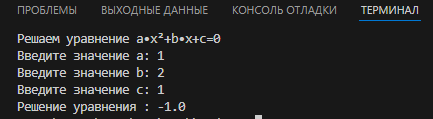 ПРОБЛЕМЫ ВЫХОДНЫЕ ДАННЫЕ КОНСОЛЬ ОТЛАДКИ ТЕРМИНАЛ
Решаем уравнение a•x²+b•x+c=0
Введите значение a: 1
Введите значение b: 2
Введите значение c: 1
Решение уравнения : -1.0